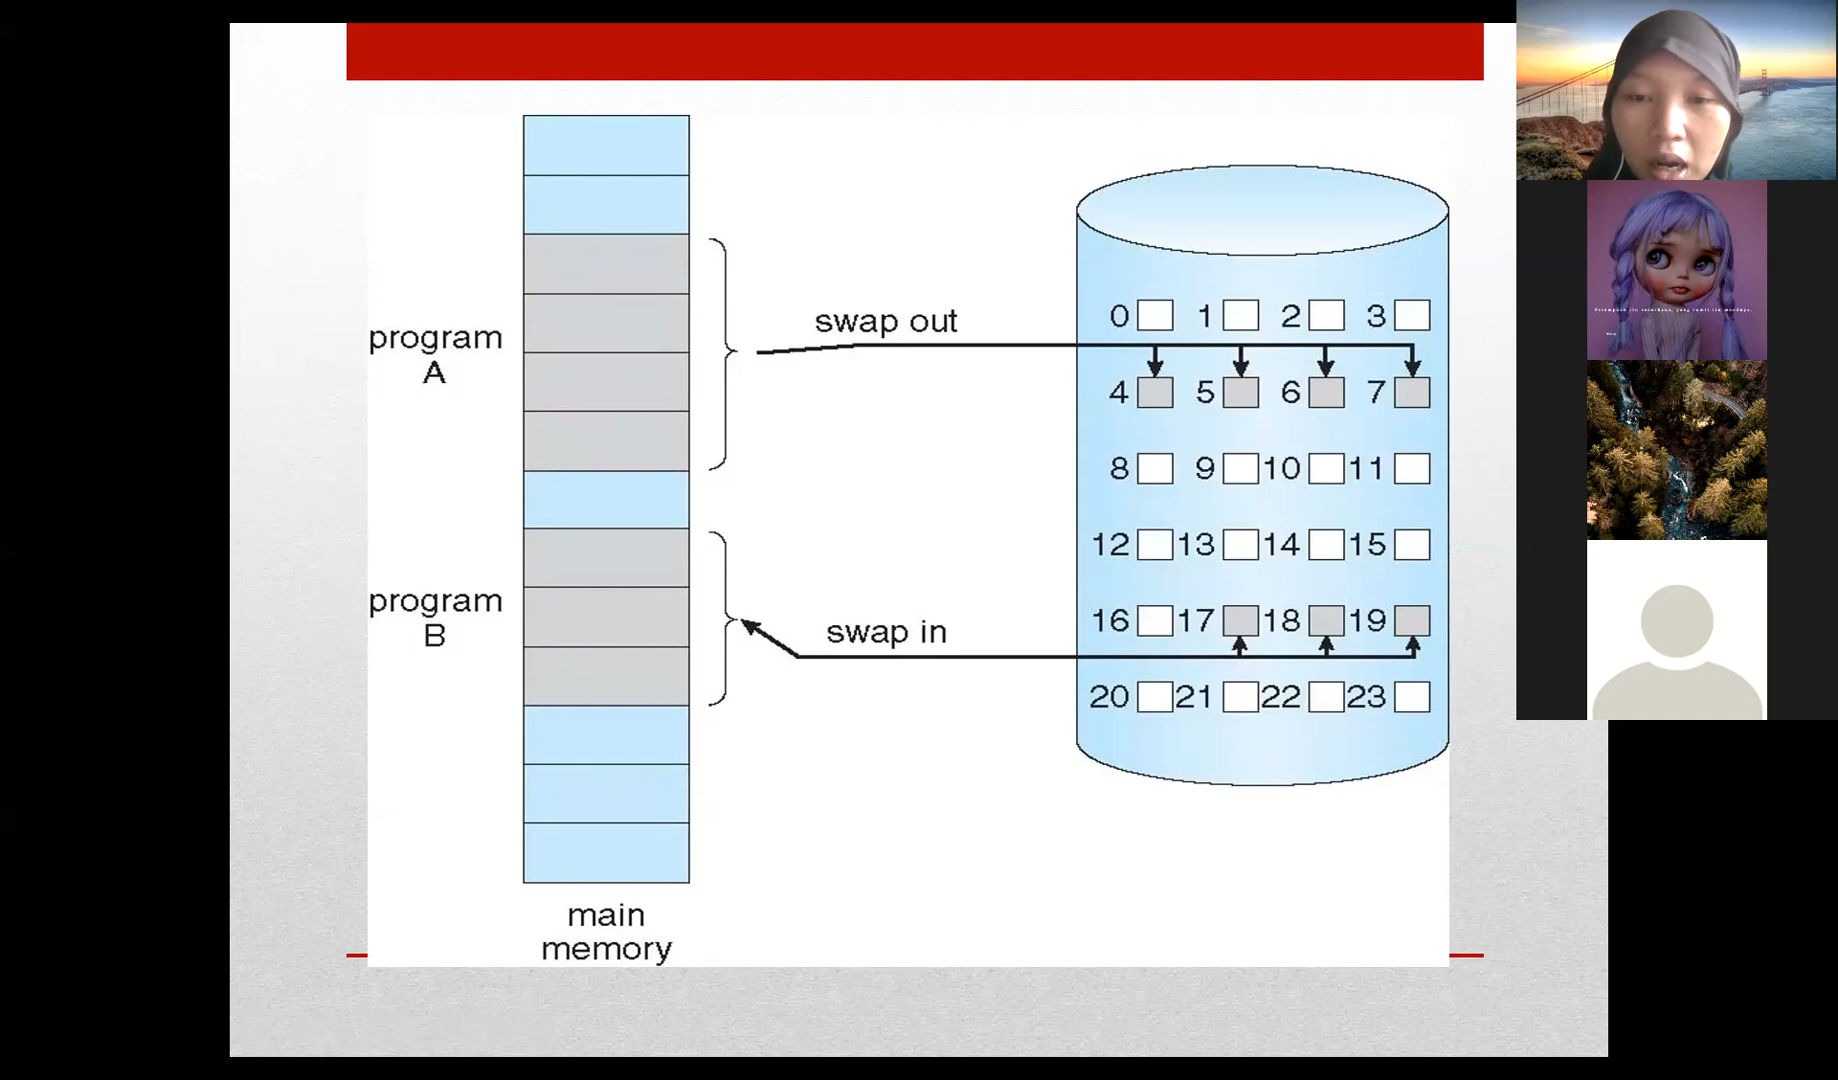 program
A
swap out
0 1 2 3
4 5 6 7
8 9 10 11
12 13 14 15
program
B
swap in
16 17 18 19
20 21 22 23
main
memory